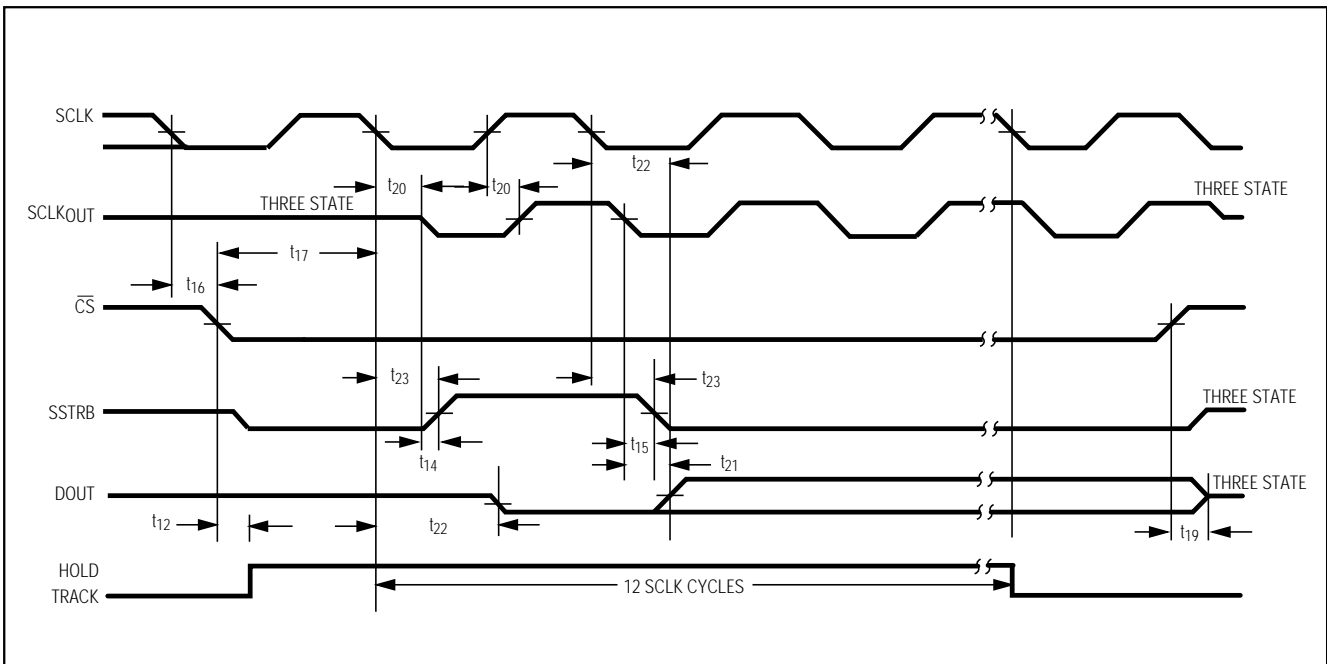 SCLK
t22
t20
t20
THREE STATE
THREE STATE
SCLKOUT
t17
t16
CS
t23
t23
SSTRB
THREE STATE
t15
t14
t21
DOUT
THREE STATE
t12
t22
t19
HOLD
12 SCLK CYCLES
TRACK